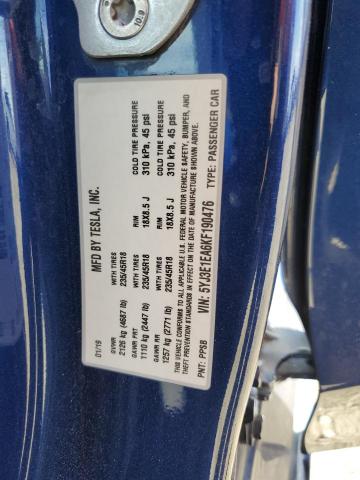 10.9
MFD BY TESLA, INC.
01/19
GVWR
2126 kg (4687 lb)
WITH TIRES
235/45R18
RIM
18X8.5 J
COLD TIRE PRESSURE
310 kPa, 45 psi
GAWR FRT
1110 kg (2447 lb)
WITH TIRES
235/45R18
RIM
18X8.5 J
COLD TIRE PRESSURE
310 kPa, 45 psi
GAWR RR
1257 kg (2771 lb)
THIS VEHICLE CONFORMS TO ALL APPLICABLE U.S. FEDERAL MOTOR VEHICLE SAFETY, BUMPER, AND
THEFT PREVENTION STANDARDS IN EFFECT ON THE DATE OF MANUFACTURE SHOWN ABOVE.
VIN: 5YJ3E1EA6KF190476
TYPE: PASSENGER CAR
PNT: PPSB